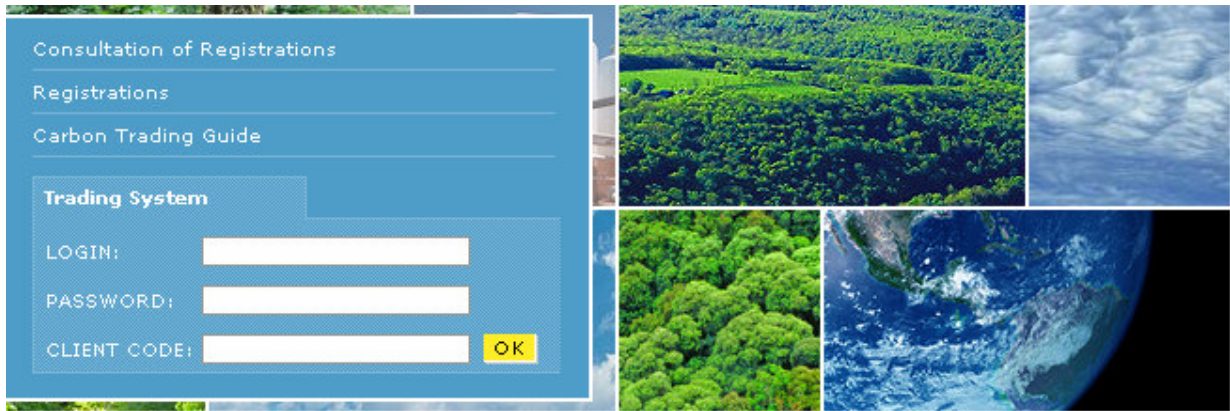 Consultation of Registrations
Registrations
Carbon Trading Guide
Trading System
LOGIN:
PASSWORD:
CLIENT CODE:
OK